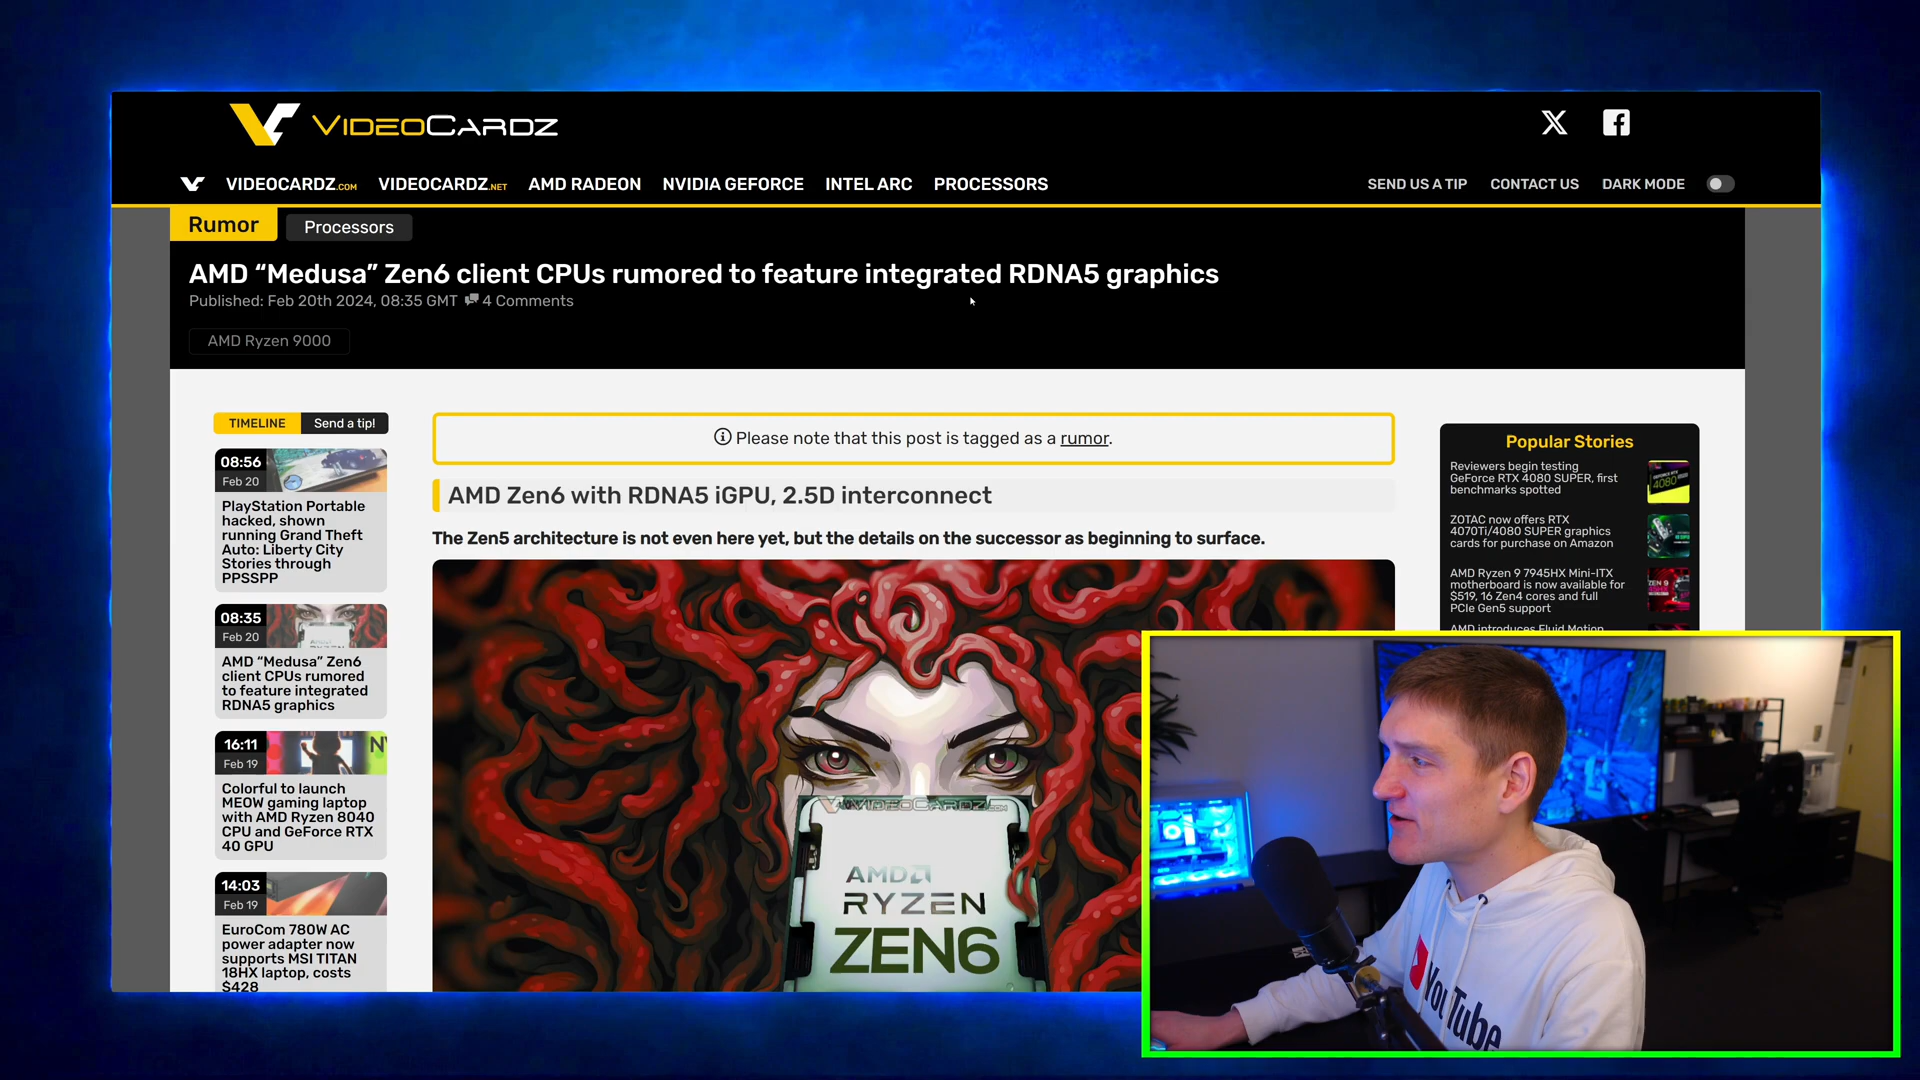 VIDEOCARDZ
VIDEOCARDZ.COM VIDEOCARDZ.NET AMD RADEON NVIDIA GEFORCE INTEL ARC PROCESSORS SEND US A TIP CONTACT US DARK MODE
Rumor Processors
AMD “Medusa” Zen6 client CPUs rumored to feature integrated RDNA5 graphics
Published: Feb 20th 2024, 08:35 GMT 4 Comments
AMD Ryzen 9000
TIMELINE Send a tip!
08:56
Feb 20
PlayStation Portable
hacked, shown
running Grand Theft
Auto: Liberty City
Stories through
PPSSPP
08:35
Feb 20
AMD “Medusa” Zen6
client CPUs rumored
to feature integrated
RDNA5 graphics
16:11
Feb 19
Colorful to launch
MEOW gaming laptop
with AMD Ryzen 8040
CPU and GeForce RTX
40 GPU
14:03
Feb 19
EuroCom 780W AC
power adapter now
supports MSI TITAN
18HX laptop, costs
$428
Please note that this post is tagged as a rumor.
AMD Zen6 with RDNA5 iGPU, 2.5D interconnect
The Zen5 architecture is not even here yet, but the details on the successor as beginning to surface.
VIDEOCARDZ.COM
AMD
RYZEN
ZEN6
Popular Stories
Reviewers begin testing
GeForce RTX 4080 SUPER, first
benchmarks spotted
4080
ZOTAC now offers RTX
4070Ti/4080 SUPER graphics
cards for purchase on Amazon
AMD Ryzen 9 7945HX Mini-ITX
motherboard is now available for
$519, 16 Zen4 cores and full
PCIe Gen5 support
AMD introduces Fluid Motion
YouTube